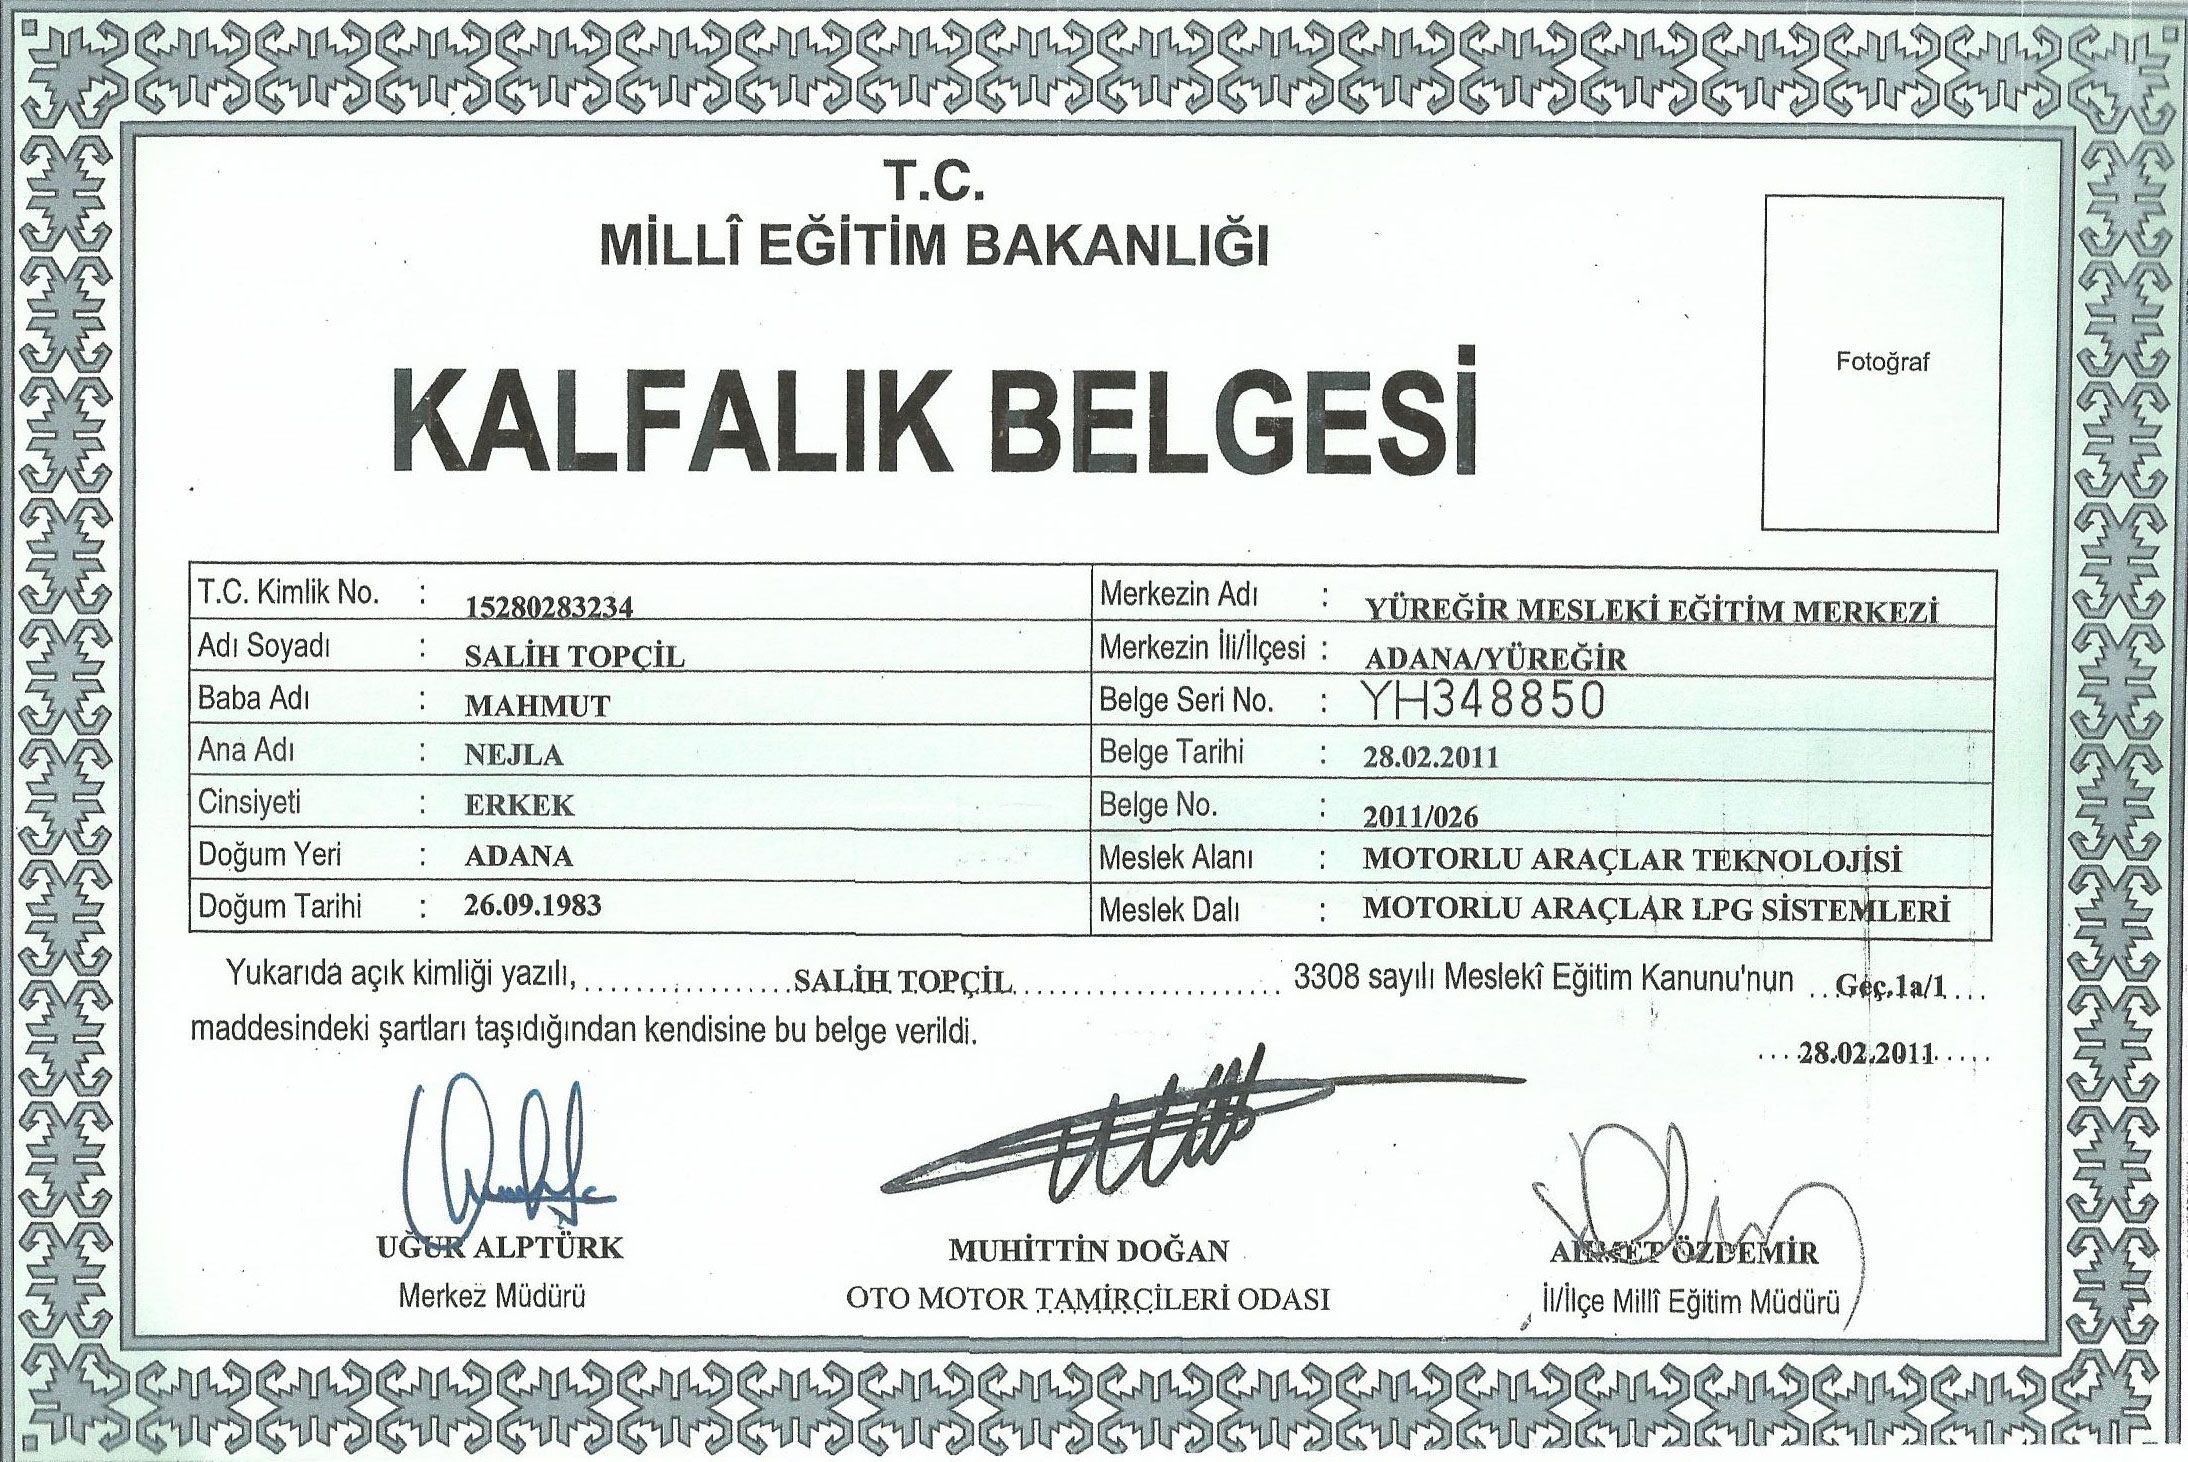 T.C.
MİLLÎ EĞİTİM BAKANLIĞI
KALFALIK BELGESİ
Fotoğraf
T.C. Kimlik No. : 15280283234
Merkezin Adı : YÜREĞİR MESLEKİ EĞİTİM MERKEZİ
Adı Soyadı : SALİH TOPÇİL
Merkezin İli/İlçesi : ADANA/YÜREĞİR
Baba Adı : MAHMUT
Belge Seri No. : YH348850
Ana Adı : NEJLA
Belge Tarihi : 28.02.2011
Cinsiyeti : ERKEK
Belge No. : 2011/026
Doğum Yeri : ADANA
Meslek Alanı : MOTORLU ARAÇLAR TEKNOLOJİSİ
Doğum Tarihi : 26.09.1983
Meslek Dalı : MOTORLU ARAÇLAR LPG SİSTEMLERİ
Yukarıda açık kimliği yazılı, SALİH TOPÇİL 3308 sayılı Meslekî Eğitim Kanunu'nun Geç.1a/1
maddesindeki şartları taşıdığından kendisine bu belge verildi.
28.02.2011
UĞUR ALPTÜRK MUHİTTİN DOĞAN AHMET ÖZDEMİR
Merkez Müdürü OTO MOTOR TAMİRÇİLERİ ODASI İl/İlçe Millî Eğitim Müdürü